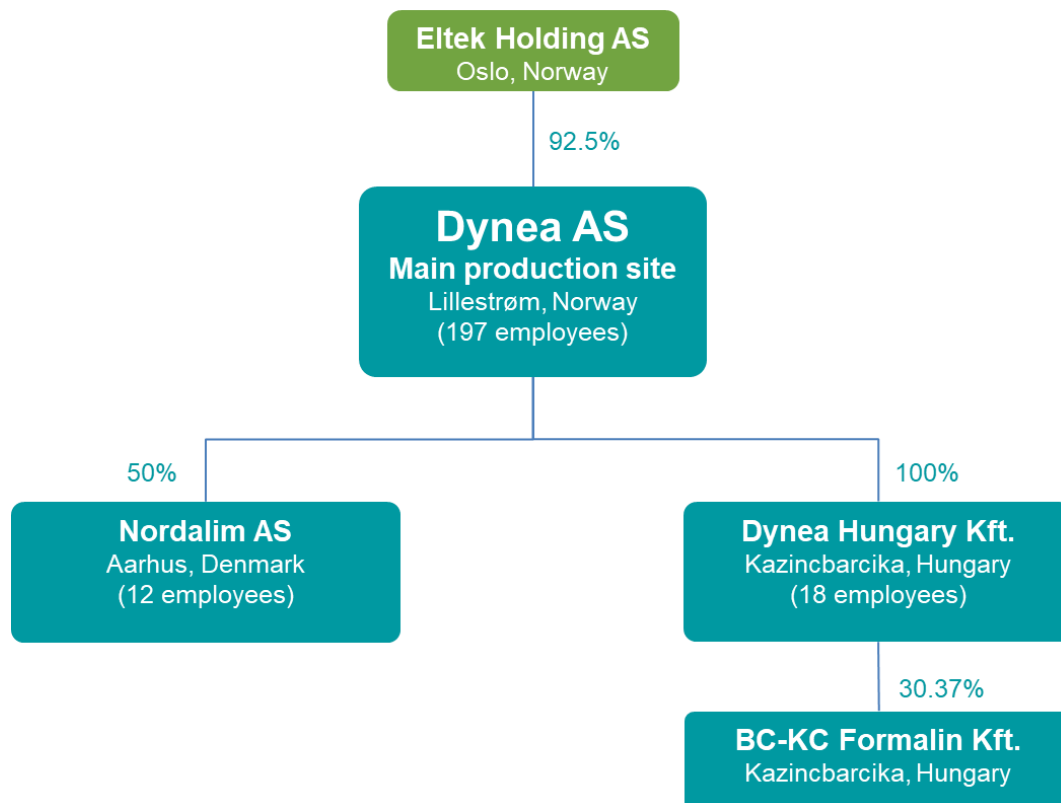 Eltek Holding AS
Oslo, Norway
92.5%
Dynea AS
Main production site
Lillestrøm, Norway
(197 employees)
50%
100%
Nordalim AS
Aarhus, Denmark
(12 employees)
Dynea Hungary Kft.
Kazincbarcika, Hungary
(18 employees)
30.37%
BC-KC Formalin Kft.
Kazincbarcika, Hungary